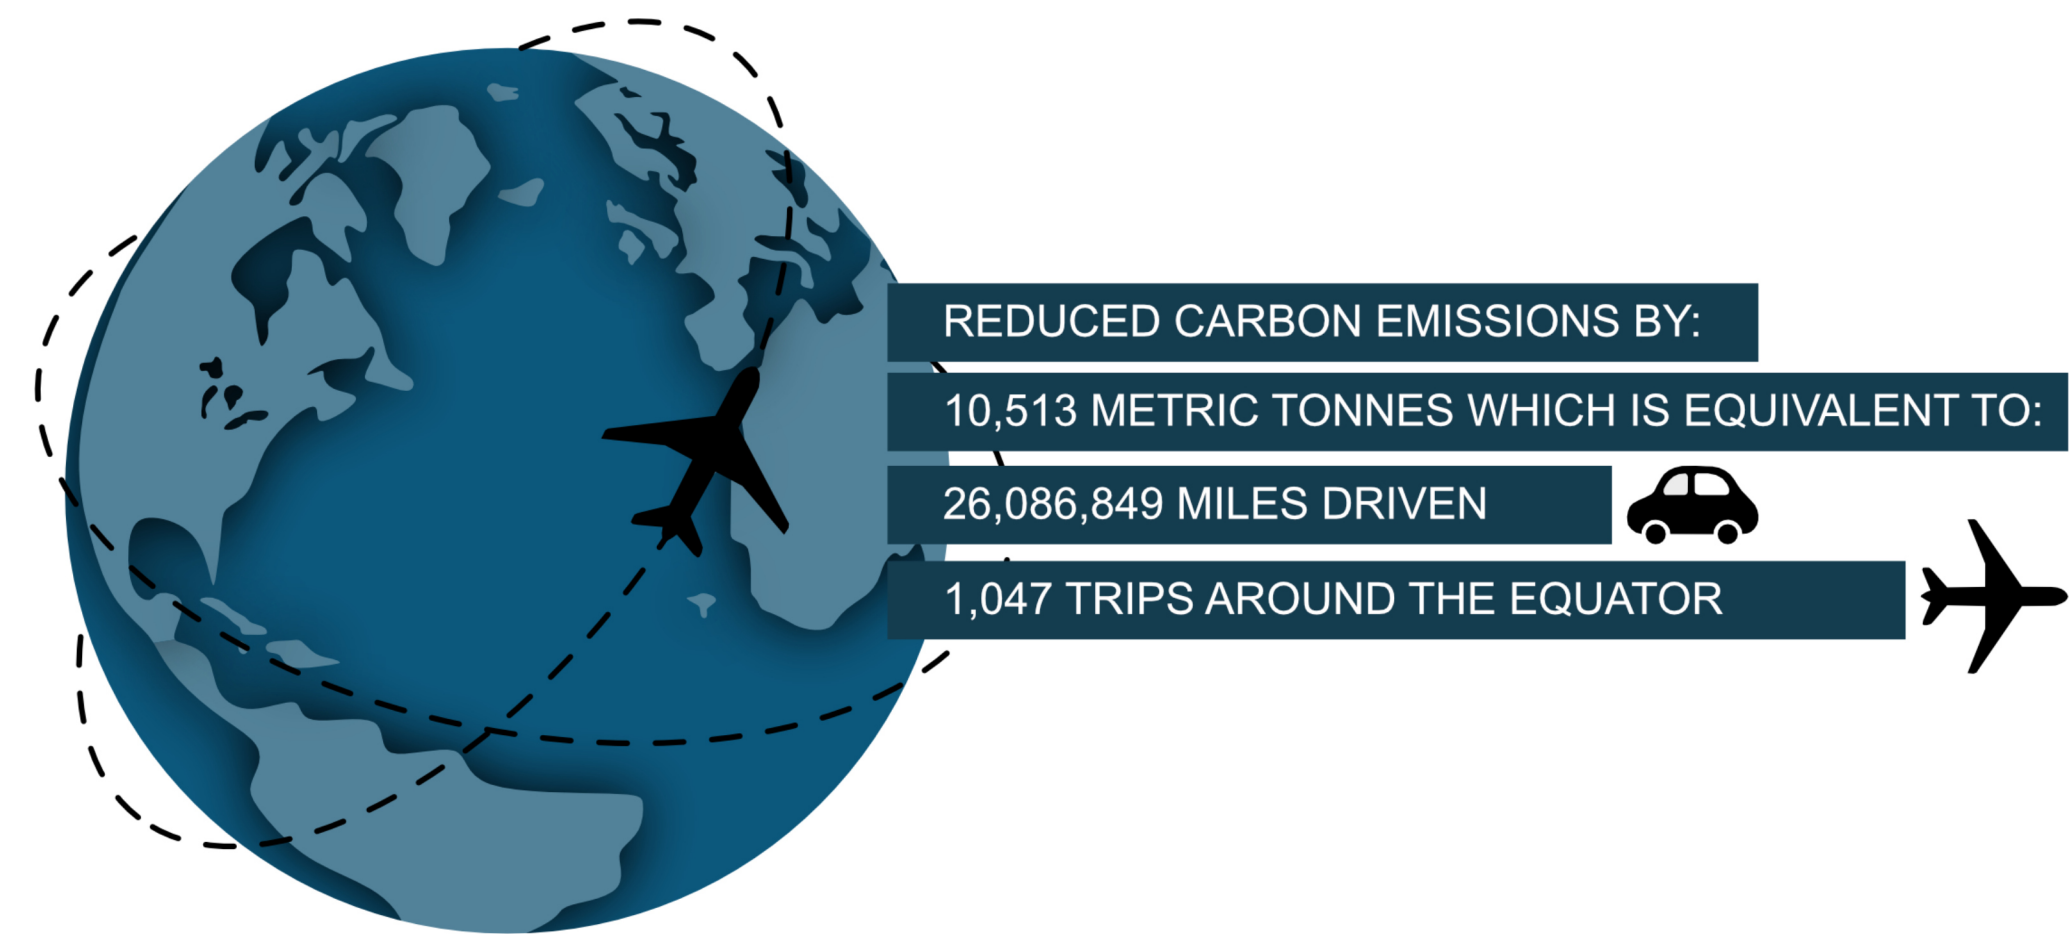 REDUCED CARBON EMISSIONS BY:
10,513 METRIC TONNES WHICH IS EQUIVALENT TO:
26,086,849 MILES DRIVEN
1,047 TRIPS AROUND THE EQUATOR